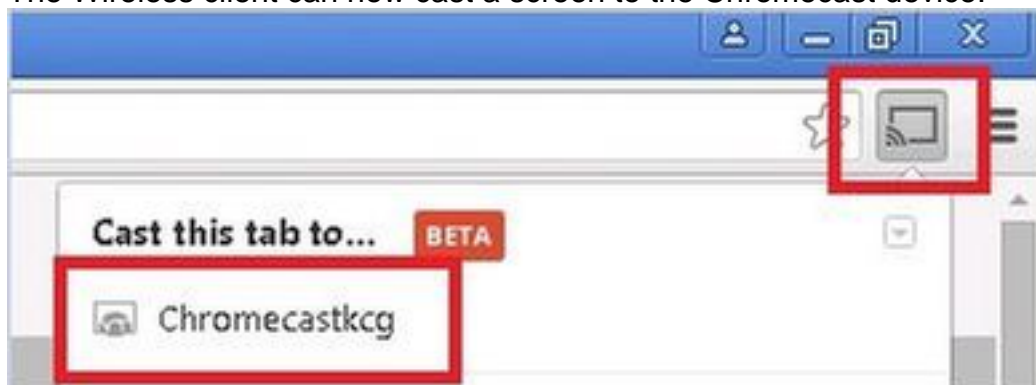 The wireless client can now cast a screen to the Chromecast device.
Cast this tab to... BETA
Chromecastkcg